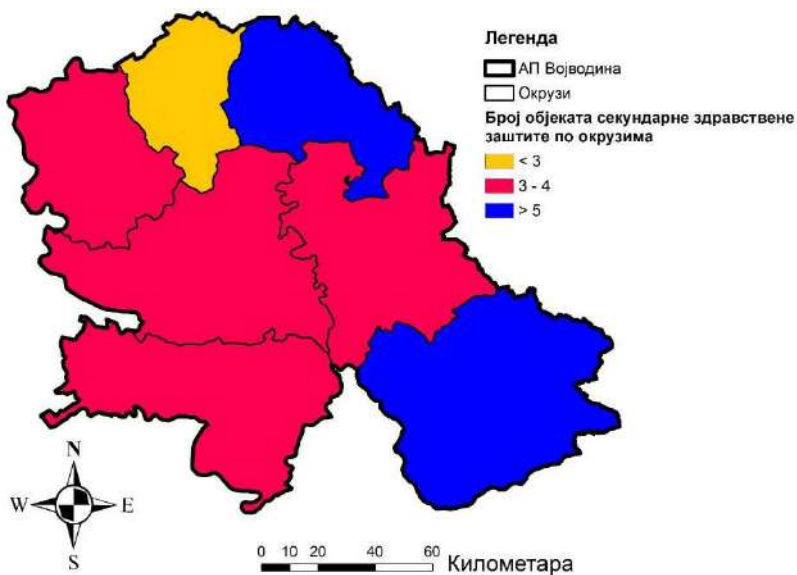 Легенда
АП Војводина
Окрузи
Број објеката секундарне здравствене
заштите по окрузима
< 3
3 - 4
> 5
N
W E
S
0 10 20 40 60 Километара